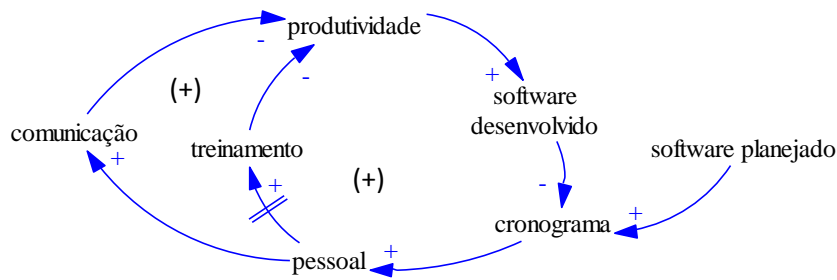 produtividade
-
-
(+)
+
software
desenvolvido
comunicação
+
treinamento
software planejado
+
(+)
-
cronograma
+
+
pessoal